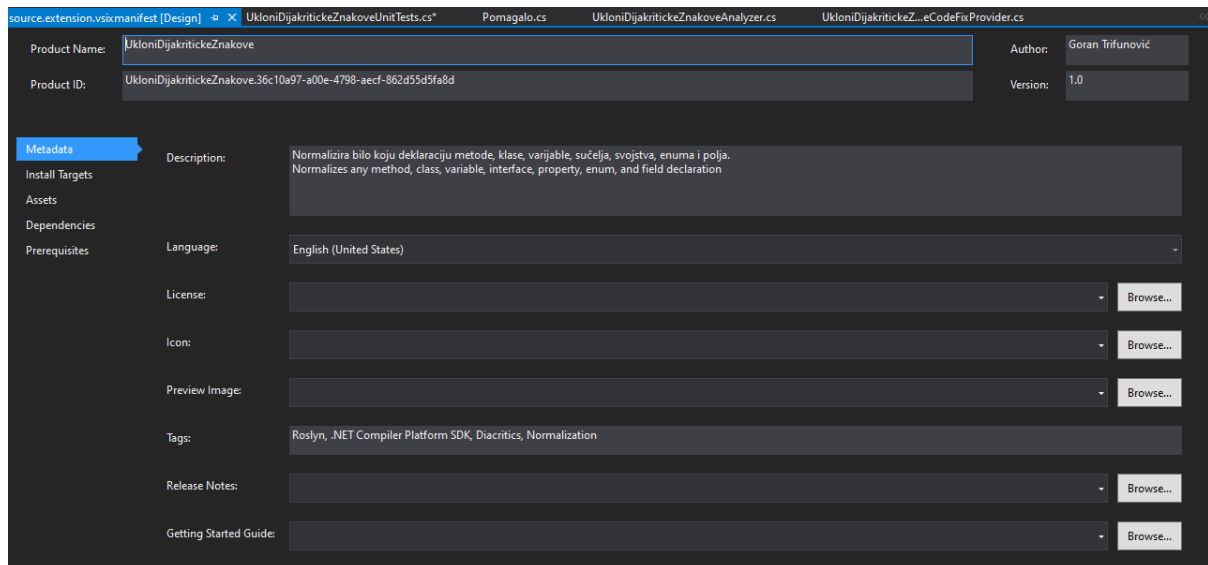 source.extension.vsixmanifest [Design] UkloniDijakritickeZnakoveUnitTests.cs* Pomagalo.cs UkloniDijakritickeZnakoveAnalyzer.cs UkloniDijakritickeZ...eCodeFixProvider.cs
Product Name: UkloniDijakritickeZnakove Author: Goran Trifunović
Product ID: UkloniDijakritickeZnakove.36c10a97-a00e-4798-aecf-862d55d5fa8d Version: 1.0
Metadata
Install Targets
Assets
Dependencies
Prerequisites
Description: Normalizira bilo koju deklaraciju metode, klase, varijable, sučelja, svojstva, enuma i polja.
Normalizes any method, class, variable, interface, property, enum, and field declaration
Language: English (United States)
License: Browse...
Icon: Browse...
Preview Image: Browse...
Tags: Roslyn, .NET Compiler Platform SDK, Diacritics, Normalization
Release Notes: Browse...
Getting Started Guide: Browse...